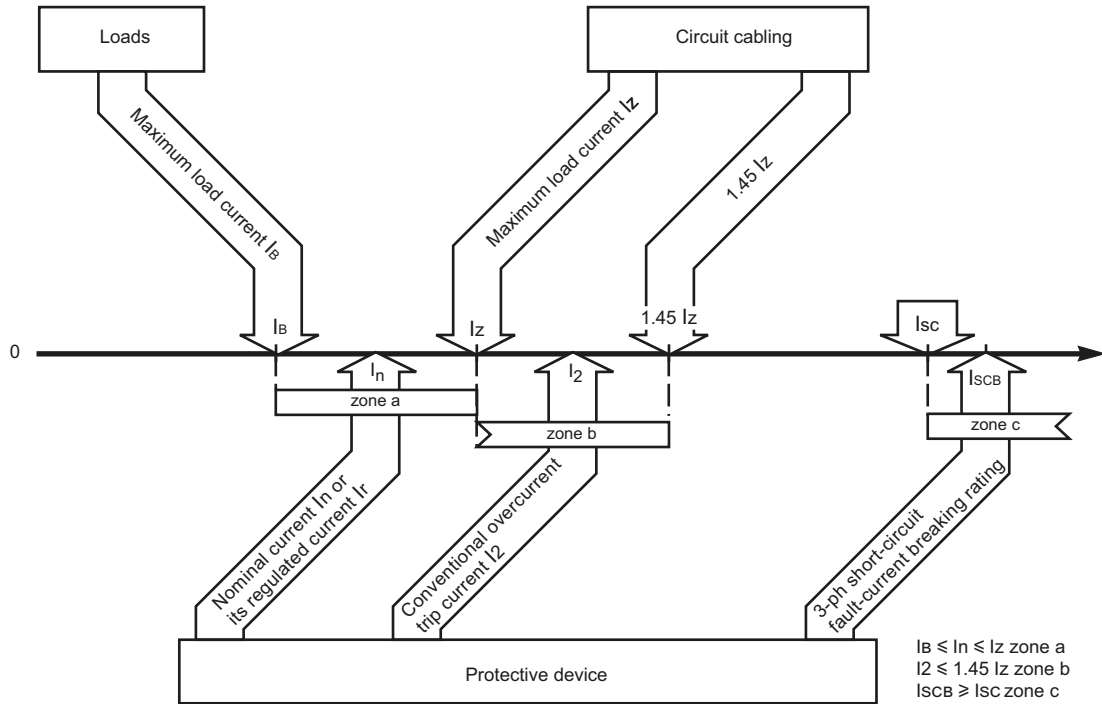 Loads
Circuit cabling
Maximum load current IB
Maximum load current Iz
1.45 Iz
IB
Iz
1.45 Iz
Isc
0
In
I2
ISCB
zone a
zone b
zone c
Nominal current In or
its regulated current Ir
Conventional overcurrent
trip current I2
3-ph short-circuit
fault-current breaking rating
Protective device
IB ≤ In ≤ Iz zone a
I2 ≤ 1.45 Iz zone b
ISCB ≥ ISC zone c